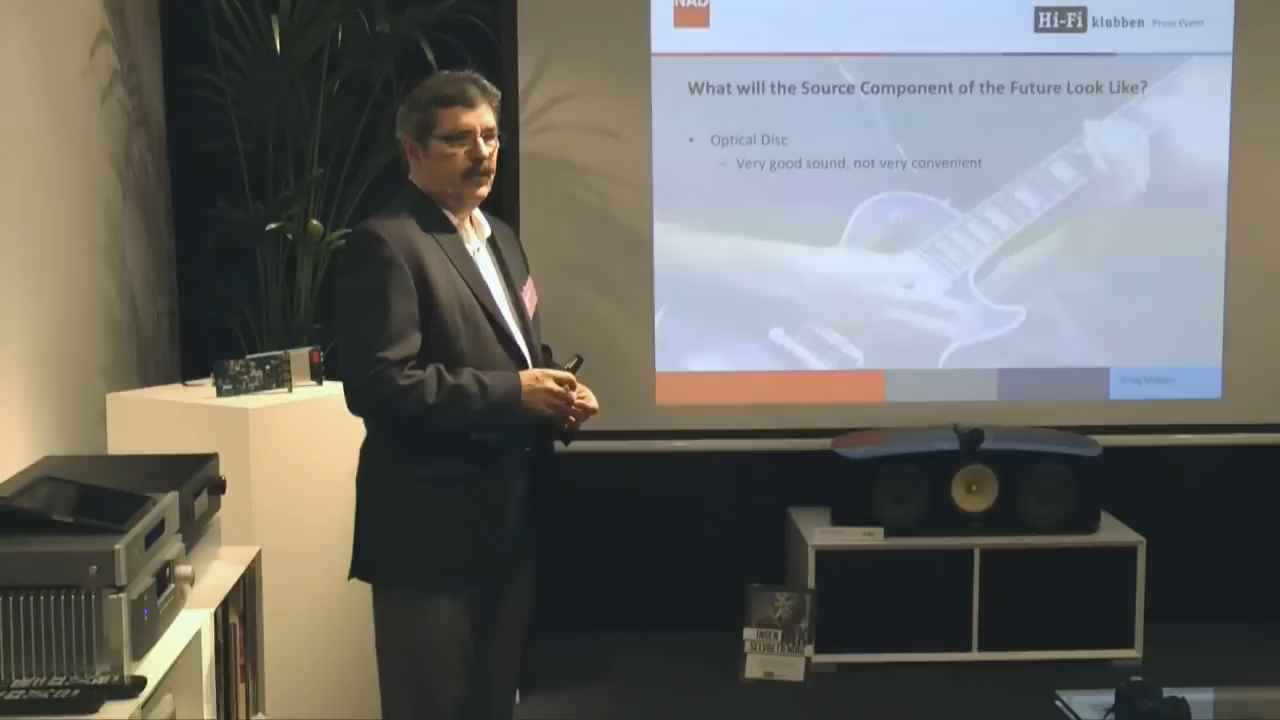 NAD
Hi-Fi klubben Press Event
What will the Source Component of the Future Look Like?
• Optical Disc
– Very good sound, not very convenient
INGEN
SELVBETJENING